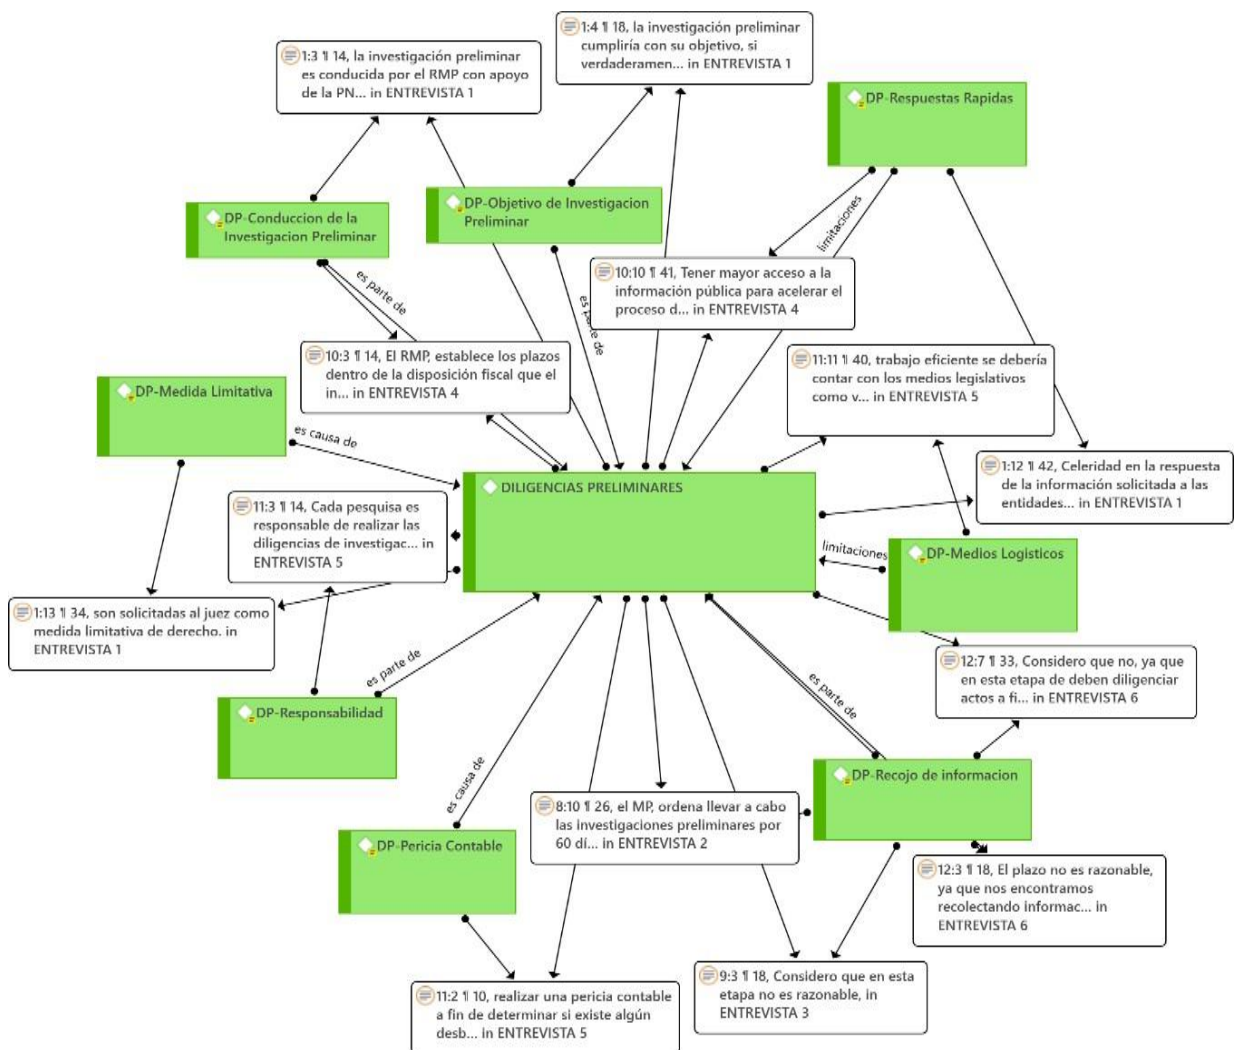 1:4 ¶ 18, la investigación preliminar
cumpliría con su objetivo, si
verdaderamen... in ENTREVISTA 1
1:3 ¶ 14, la investigación preliminar
es conducida por el RMP con apoyo
de la PN... in ENTREVISTA 1
DP-Respuestas Rapidas
DP-Objetivo de Investigacion
Preliminar
DP-Conduccion de la
Investigacion Preliminar
limitaciones
es parte de
es parte de
10:10 ¶ 41, Tener mayor acceso a la
información pública para acelerar el
proceso d... in ENTREVISTA 4
10:3 ¶ 14, El RMP, establece los plazos
dentro de la disposición fiscal que el
in... in ENTREVISTA 4
11:11 ¶ 40, trabajo eficiente se debería
contar con los medios legislativos
como v... in ENTREVISTA 5
DP-Medida Limitativa
es causa de
1:12 ¶ 42, Celeridad en la respuesta
de la información solicitada a las
entidades... in ENTREVISTA 1
DILIGENCIAS PRELIMINARES
11:3 ¶ 14, Cada pesquisa es
responsable de realizar las
diligencias de investigac... in
ENTREVISTA 5
limitaciones
DP-Medios Logisticos
1:13 ¶ 34, son solicitadas al juez como
medida limitativa de derecho. in
ENTREVISTA 1
es parte de
DP-Responsabilidad
12:7 ¶ 33, Considero que no, ya que
en esta etapa de deben diligenciar
actos a fi... in ENTREVISTA 6
es parte de
DP-Recojo de informacion
es causa de
8:10 ¶ 26, el MP, ordena llevar a cabo
las investigaciones preliminares por
60 dí... in ENTREVISTA 2
DP-Pericia Contable
12:3 ¶ 18, El plazo no es razonable,
ya que nos encontramos
recolectando informac... in
ENTREVISTA 6
9:3 ¶ 18, Considero que en esta
etapa no es razonable, in
ENTREVISTA 3
11:2 ¶ 10, realizar una pericia contable
a fin de determinar si existe algún
desb... in ENTREVISTA 5